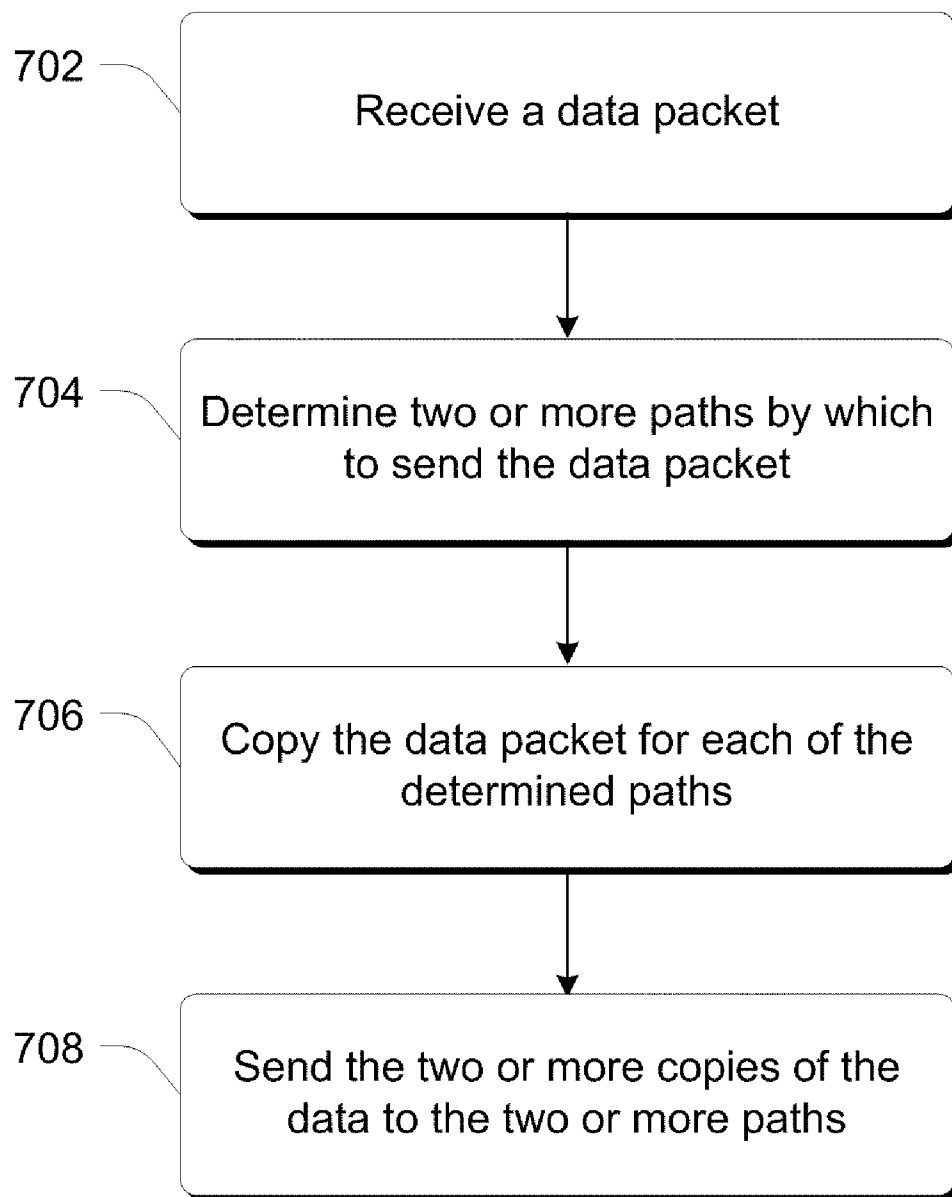 702
Receive a data packet
704
Determine two or more paths by which
to send the data packet
706
Copy the data packet for each of the
determined paths
708
Send the two or more copies of the
data to the two or more paths